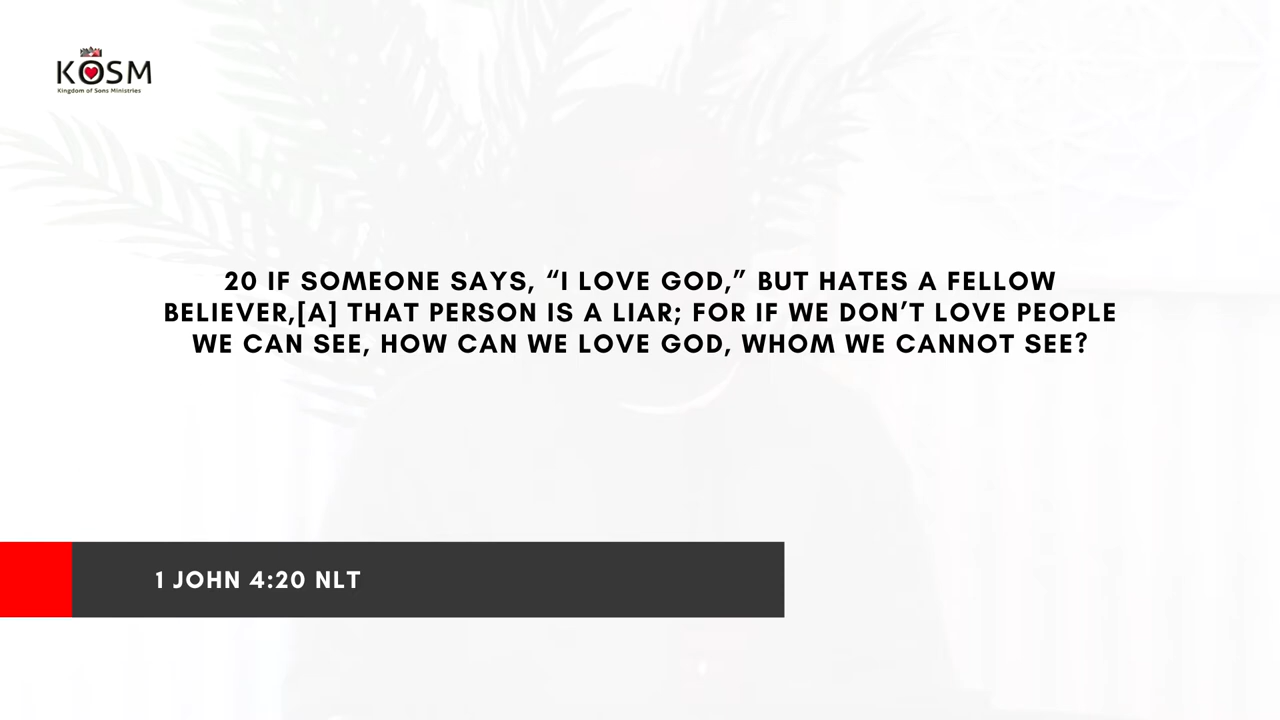 KOSM
Kingdom of Sons Ministries
20 IF SOMEONE SAYS, “I LOVE GOD,” BUT HATES A FELLOW
BELIEVER,[A] THAT PERSON IS A LIAR; FOR IF WE DON’T LOVE PEOPLE
WE CAN SEE, HOW CAN WE LOVE GOD, WHOM WE CANNOT SEE?
1 JOHN 4:20 NLT